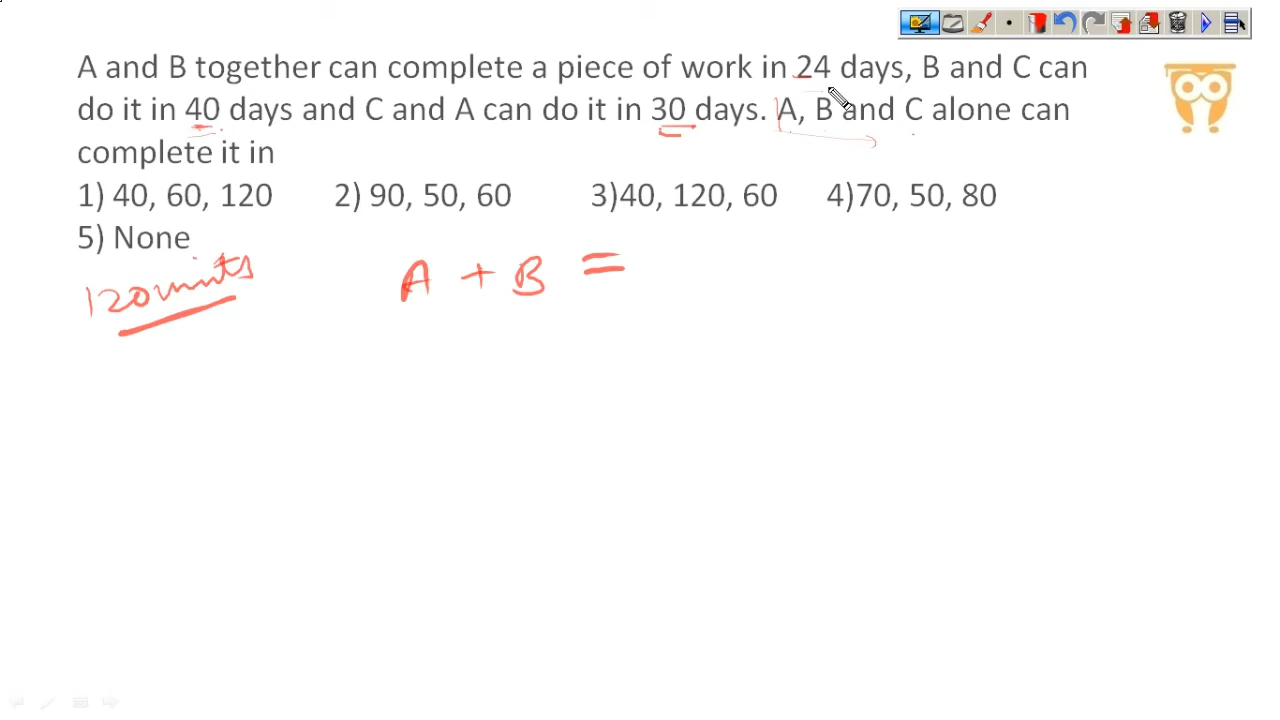 A and B together can complete a piece of work in 24 days, B and C can
do it in 40 days and C and A can do it in 30 days. A, B and C alone can
complete it in
1) 40, 60, 120 2) 90, 50, 60 3)40, 120, 60 4)70, 50, 80
5) None
120 units A + B =